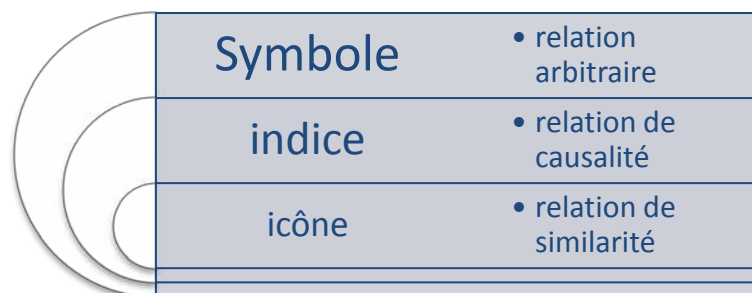 Symbole
• relation
arbitraire
indice
• relation de
causalité
icône
• relation de
similarité